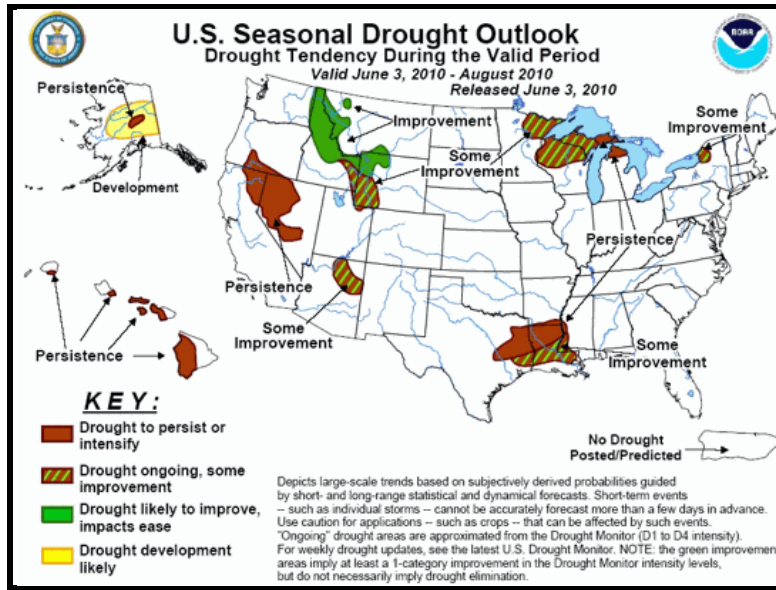 U.S. Seasonal Drought Outlook
Drought Tendency During the Valid Period
Valid June 3, 2010 - August 2010
Released June 3, 2010
NOAA
Persistence
Development
Improvement
Some
Improvement
Some
Improvement
Persistence
Persistence
Some
Improvement
Some
Improvement
Persistence
No Drought
Posted/Predicted
KEY:
Drought to persist or
intensify
Drought ongoing, some
improvement
Drought likely to improve,
impacts ease
Drought development
likely
Depicts large-scale trends based on subjectively derived probabilities guided
by short- and long-range statistical and dynamical forecasts. Short-term events
-- such as individual storms -- cannot be accurately forecast more than a few days in advance.
Use caution for applications -- such as crops -- that can be affected by such events.
"Ongoing" drought areas are approximated from the Drought Monitor (D1 to D4 intensity).
For weekly drought updates, see the latest U.S. Drought Monitor. NOTE: the green improvement
areas imply at least a 1-category improvement in the Drought Monitor intensity levels,
but do not necessarily imply drought elimination.